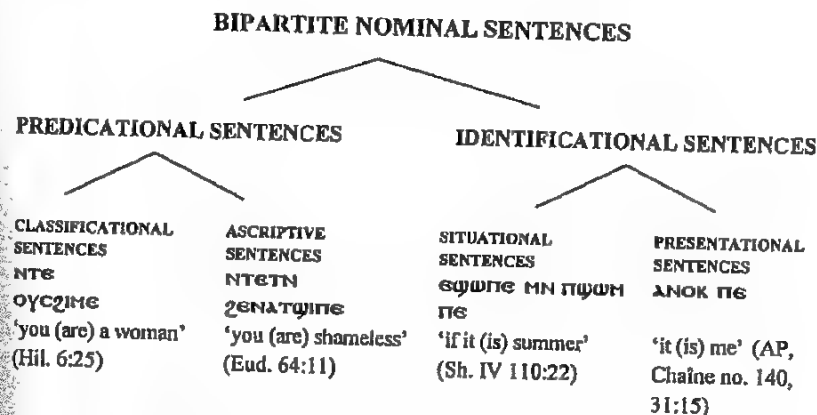 BIPARTITE NOMINAL SENTENCES
PREDICATIONAL SENTENCES
IDENTIFICATIONAL SENTENCES
CLASSIFICATIONAL
SENTENCES
ⲛⲧⲉ
ⲟⲩⲥϩⲓⲙⲉ
‘you (are) a woman’
(Hil. 6:25)
ASCRIPTIVE
SENTENCES
ⲛⲧⲉⲧⲛ
ϩⲉⲛⲁⲧϣⲓⲡⲉ
‘you (are) shameless’
(Eud. 64:11)
SITUATIONAL
SENTENCES
ⲉϣⲱⲡⲉ ⲙⲛ ⲡϣⲱⲙ
ⲡⲉ
‘if it (is) summer’
(Sh. IV 110:22)
PRESENTATIONAL
SENTENCES
ⲁⲛⲟⲕ ⲡⲉ
‘it (is) me’ (AP,
Chaîne no. 140,
31:15)